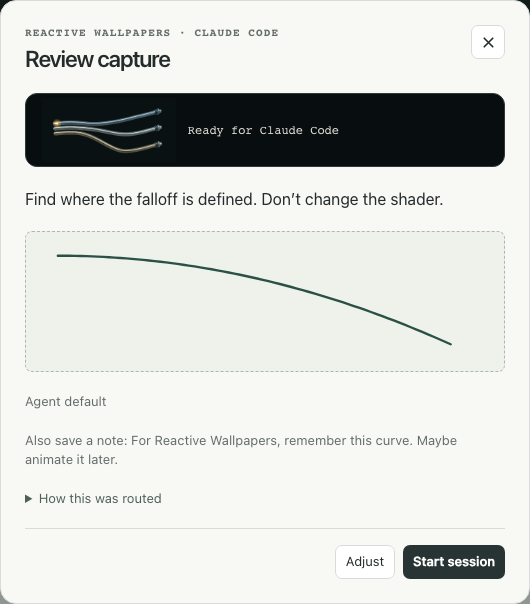 REACTIVE WALLPAPERS · CLAUDE CODE
Review capture
Ready for Claude Code
Find where the falloff is defined. Don’t change the shader.
Agent default
Also save a note: For Reactive Wallpapers, remember this curve. Maybe
animate it later.
How this was routed
Adjust
Start session